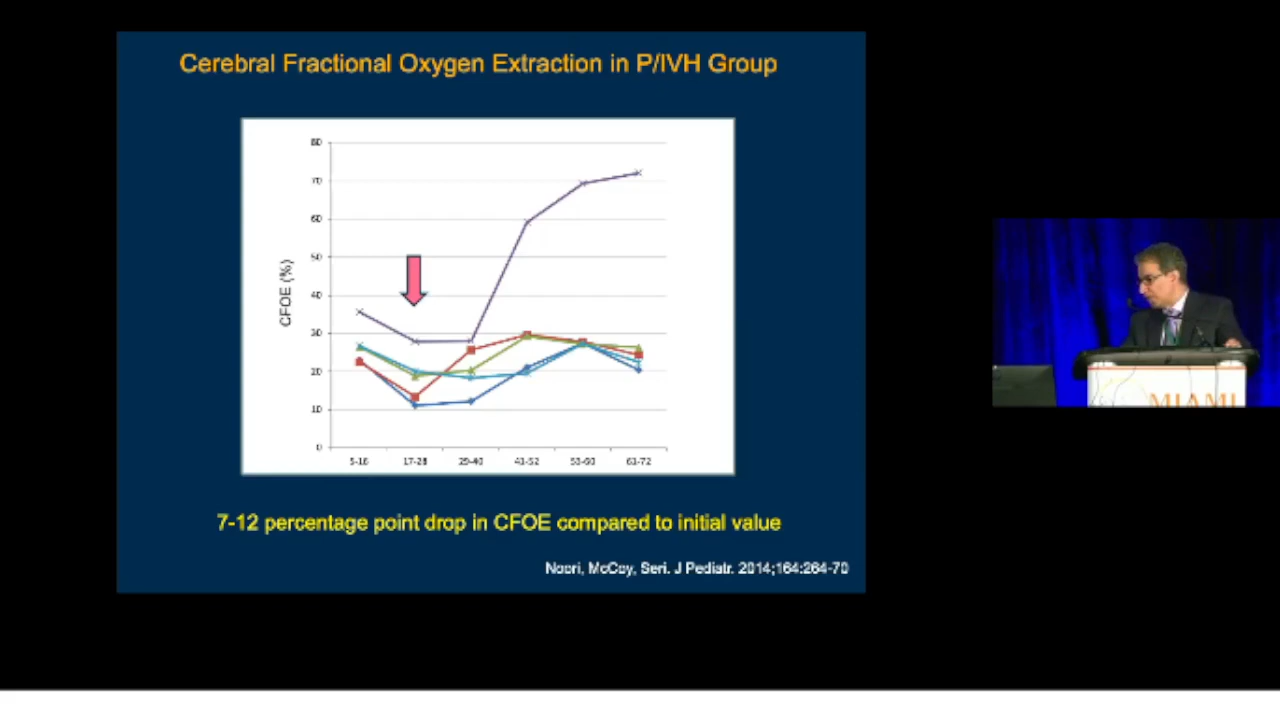 Cerebral Fractional Oxygen Extraction in P/IVH Group
80
70
60
50
40
30
20
10
0
CFOE (%)
5-16 17-28 29-40 41-52 53-60 61-72
7-12 percentage point drop in CFOE compared to initial value
Noori, McCoy, Seri. J Pediatr. 2014;164:264-70
MIAMI